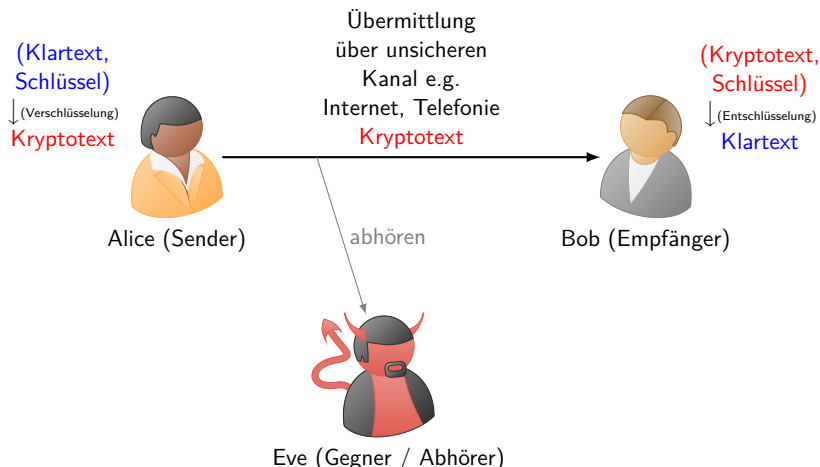 (Klartext,
Schlüssel)
(Verschlüsselung)
Kryptotext
Übermittlung
über unsicheren
Kanal e.g.
Internet, Telefonie
Kryptotext
(Kryptotext,
Schlüssel)
(Entschlüsselung)
Klartext
Alice (Sender)
abhören
Bob (Empfänger)
Eve (Gegner / Abhörer)